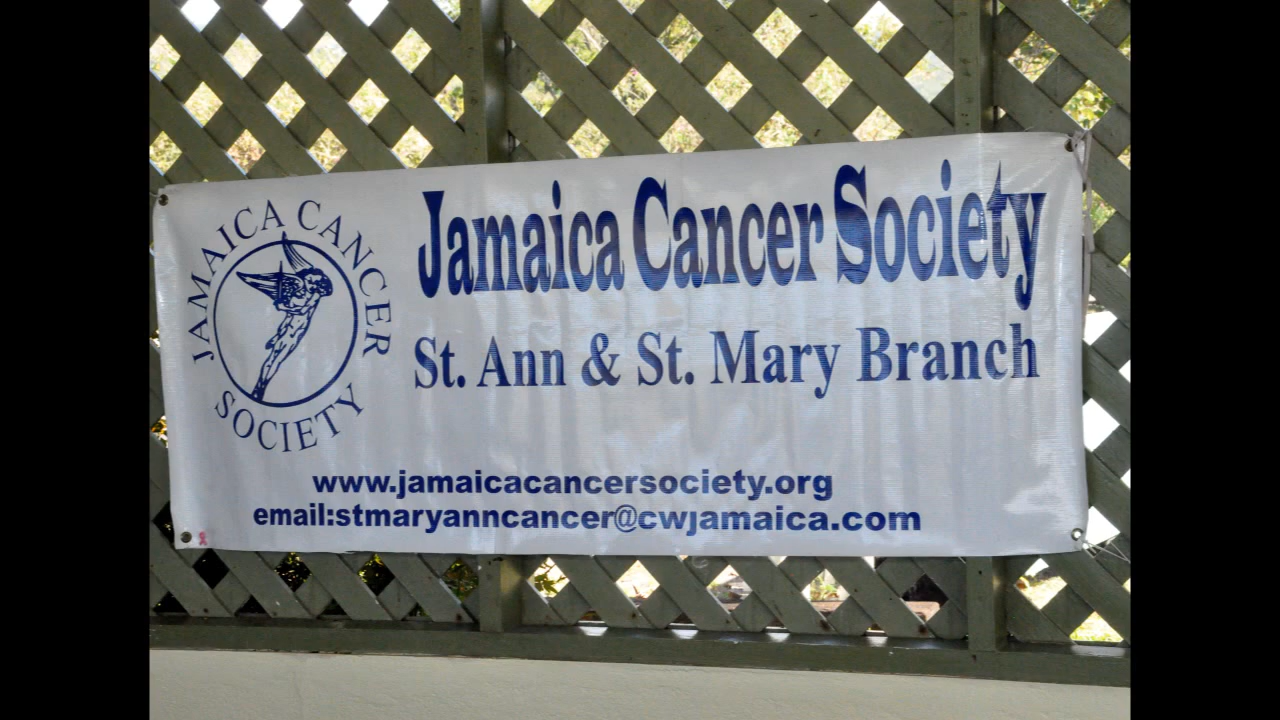 JAMAICA CANCER
SOCIETY
Jamaica Cancer Society
St. Ann & St. Mary Branch
www.jamaicacancersociety.org
email:stmaryanncancer@cwjamaica.com